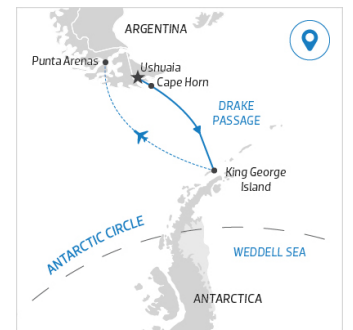 ARGENTINA
Punta Arenas
Ushuaia
Cape Horn
DRAKE
PASSAGE
King George
Island
ANTARCTIC CIRCLE
WEDDELL SEA
ANTARCTICA